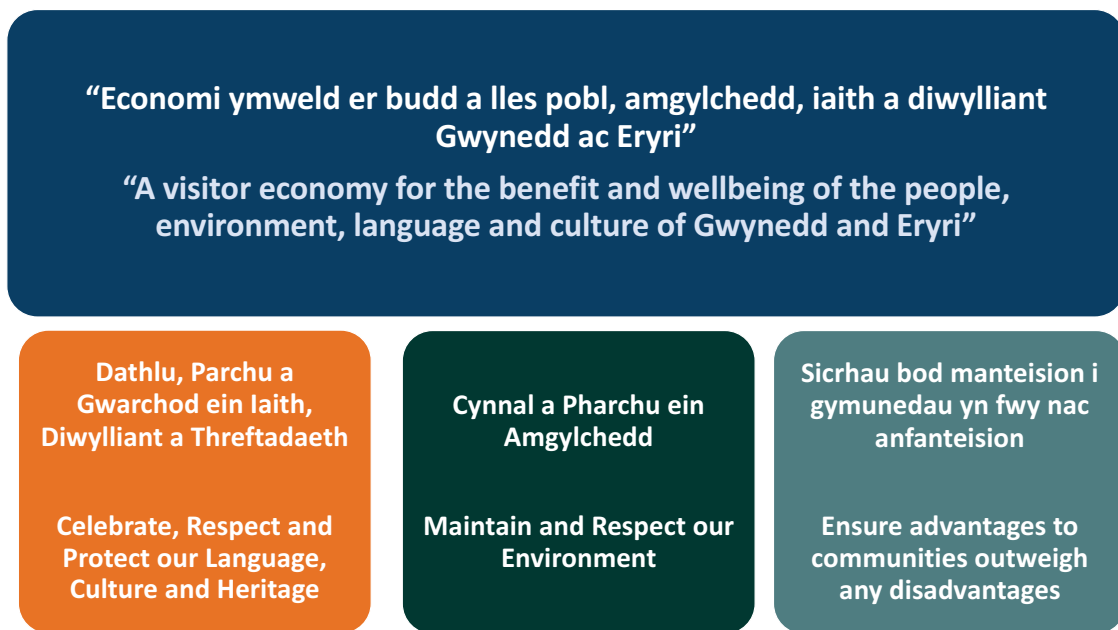 “Economi ymweld er budd a lles pobl, amgylchedd, iaith a diwylliant
Gwynedd ac Eryri”
“A visitor economy for the benefit and wellbeing of the people,
environment, language and culture of Gwynedd and Eryri”
Dathlu, Parchu a
Gwarchod ein Iaith,
Diwylliant a Threftadaeth
Celebrate, Respect and
Protect our Language,
Culture and Heritage
Cynnal a Pharchu ein
Amgylchedd
Maintain and Respect our
Environment
Sicrhau bod manteision i
gymunedau yn fwy nac
anfanteision
Ensure advantages to
communities outweigh
any disadvantages